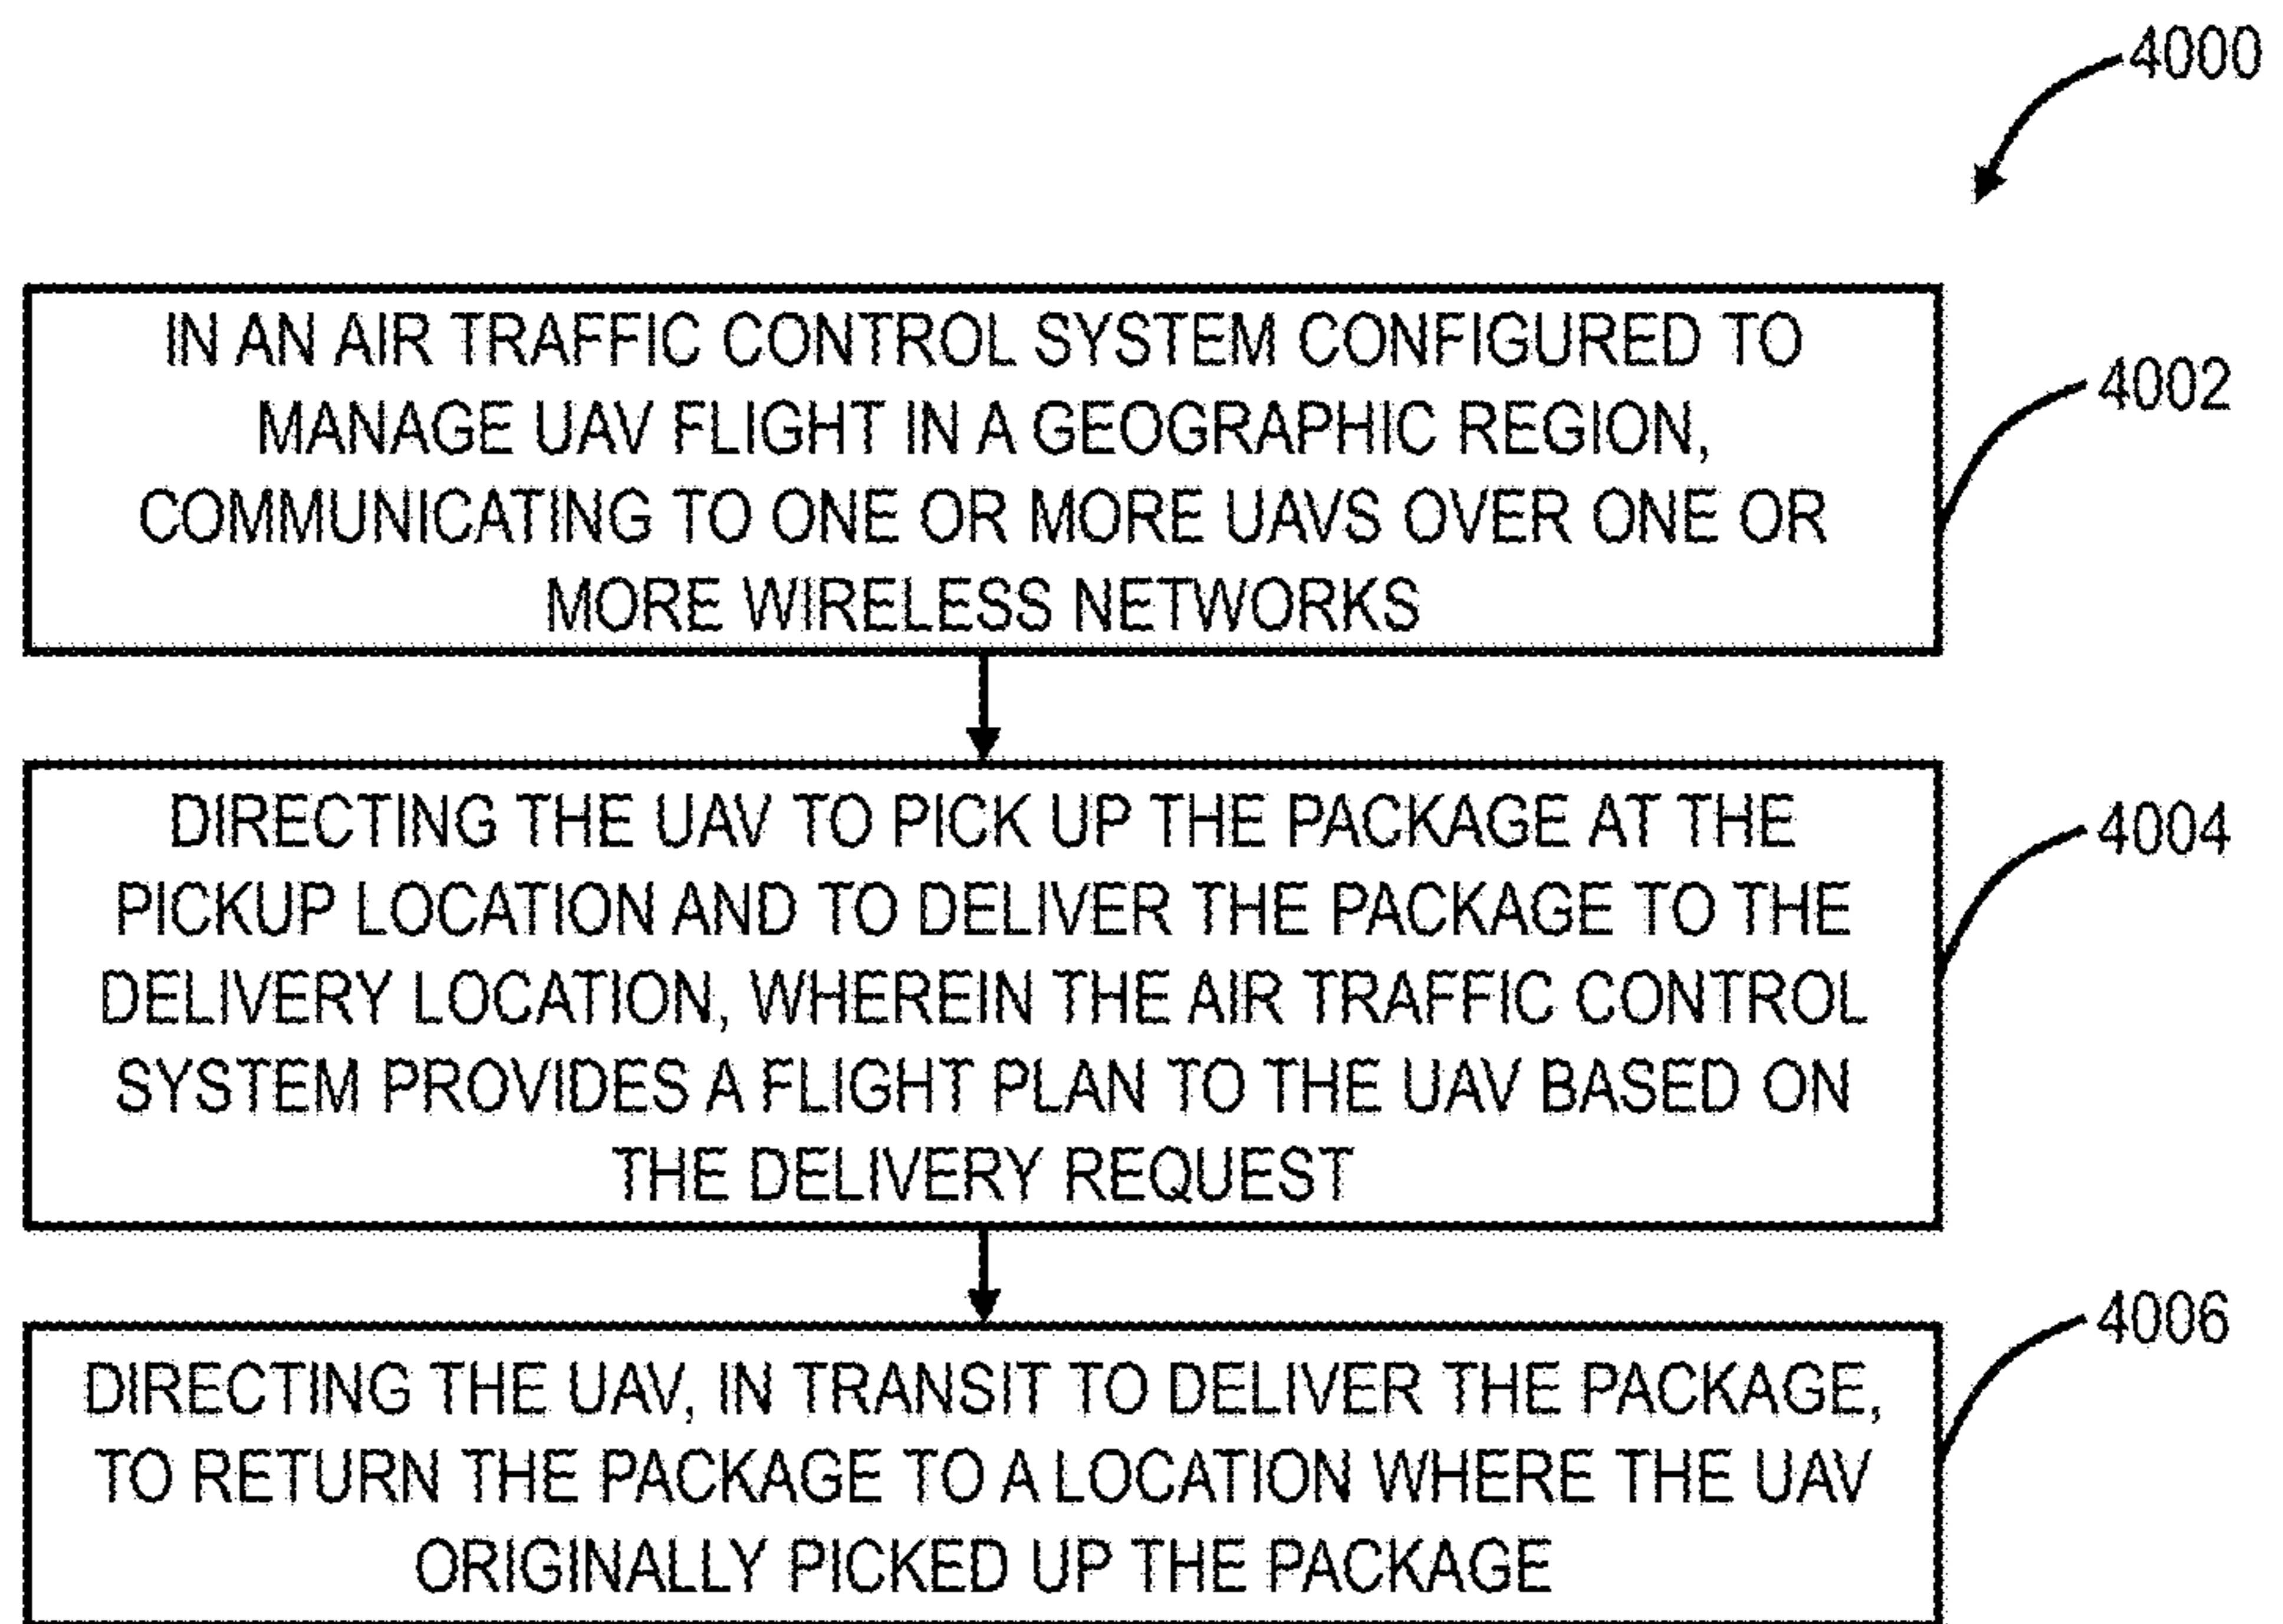 4000
IN AN AIR TRAFFIC CONTROL SYSTEM CONFIGURED TO
MANAGE UAV FLIGHT IN A GEOGRAPHIC REGION,
COMMUNICATING TO ONE OR MORE UAVS OVER ONE OR
MORE WIRELESS NETWORKS
4002
DIRECTING THE UAV TO PICK UP THE PACKAGE AT THE
PICKUP LOCATION AND TO DELIVER THE PACKAGE TO THE
DELIVERY LOCATION, WHEREIN THE AIR TRAFFIC CONTROL
SYSTEM PROVIDES A FLIGHT PLAN TO THE UAV BASED ON
THE DELIVERY REQUEST
4004
DIRECTING THE UAV, IN TRANSIT TO DELIVER THE PACKAGE,
TO RETURN THE PACKAGE TO A LOCATION WHERE THE UAV
ORIGINALLY PICKED UP THE PACKAGE
4006